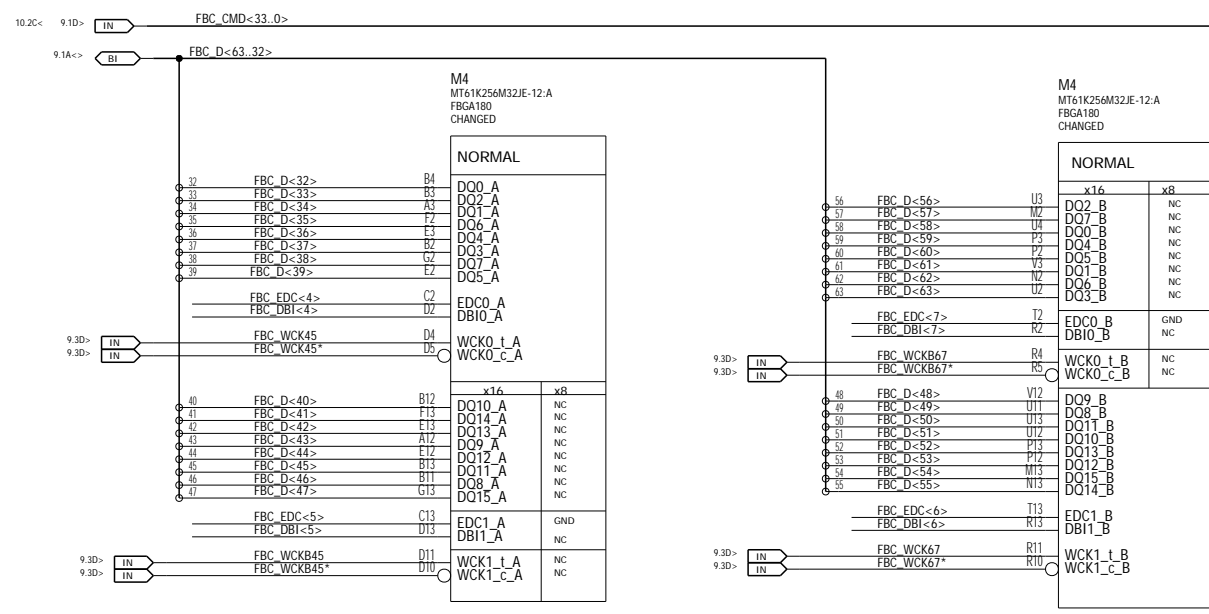 10.2C< 9.1D> IN FBC_CMD<33..0>
9.1A<> BI FBC_D<63..32>
M4
MT61K256M32JE-12:A
FBGA180
CHANGED
NORMAL
32 FBC_D<32> B4 DQ0_A
33 FBC_D<33> B3 DQ2_A
34 FBC_D<34> A3 DQ1_A
35 FBC_D<35> F2 DQ6_A
36 FBC_D<36> E3 DQ4_A
37 FBC_D<37> B2 DQ3_A
38 FBC_D<38> G2 DQ7_A
39 FBC_D<39> E2 DQ5_A
FBC_EDC<4> C2 EDC0_A
FBC_DBI<4> D2 DBI0_A
9.3D> IN FBC_WCK45 D4 WCK0_t_A
9.3D> IN FBC_WCK45* D5 WCK0_c_A
x16 x8
40 FBC_D<40> B12 DQ10_A NC
41 FBC_D<41> F13 DQ14_A NC
42 FBC_D<42> E13 DQ13_A NC
43 FBC_D<43> A12 DQ9_A NC
44 FBC_D<44> E12 DQ12_A NC
45 FBC_D<45> B13 DQ11_A NC
46 FBC_D<46> B11 DQ8_A NC
47 FBC_D<47> G13 DQ15_A NC
FBC_EDC<5> C13 EDC1_A GND
FBC_DBI<5> D13 DBI1_A NC
9.3D> IN FBC_WCKB45 D11 WCK1_t_A NC
9.3D> IN FBC_WCKB45* D10 WCK1_c_A NC
M4
MT61K256M32JE-12:A
FBGA180
CHANGED
NORMAL
x16 x8
56 FBC_D<56> U3 DQ2_B NC
57 FBC_D<57> M2 DQ7_B NC
58 FBC_D<58> U4 DQ0_B NC
59 FBC_D<59> P3 DQ4_B NC
60 FBC_D<60> P2 DQ5_B NC
61 FBC_D<61> V3 DQ1_B NC
62 FBC_D<62> N2 DQ6_B NC
63 FBC_D<63> U2 DQ3_B NC
FBC_EDC<7> T2 EDC0_B GND
FBC_DBI<7> R2 DBI0_B NC
9.3D> IN FBC_WCKB67 R4 WCK0_t_B NC
9.3D> IN FBC_WCKB67* R5 WCK0_c_B NC
48 FBC_D<48> V12 DQ9_B
49 FBC_D<49> U11 DQ8_B
50 FBC_D<50> U13 DQ11_B
51 FBC_D<51> U12 DQ10_B
52 FBC_D<52> P13 DQ13_B
53 FBC_D<53> P12 DQ12_B
54 FBC_D<54> M13 DQ15_B
55 FBC_D<55> N13 DQ14_B
FBC_EDC<6> T13 EDC1_B
FBC_DBI<6> R13 DBI1_B
9.3D> IN FBC_WCK67 R11 WCK1_t_B
9.3D> IN FBC_WCK67* R10 WCK1_c_B